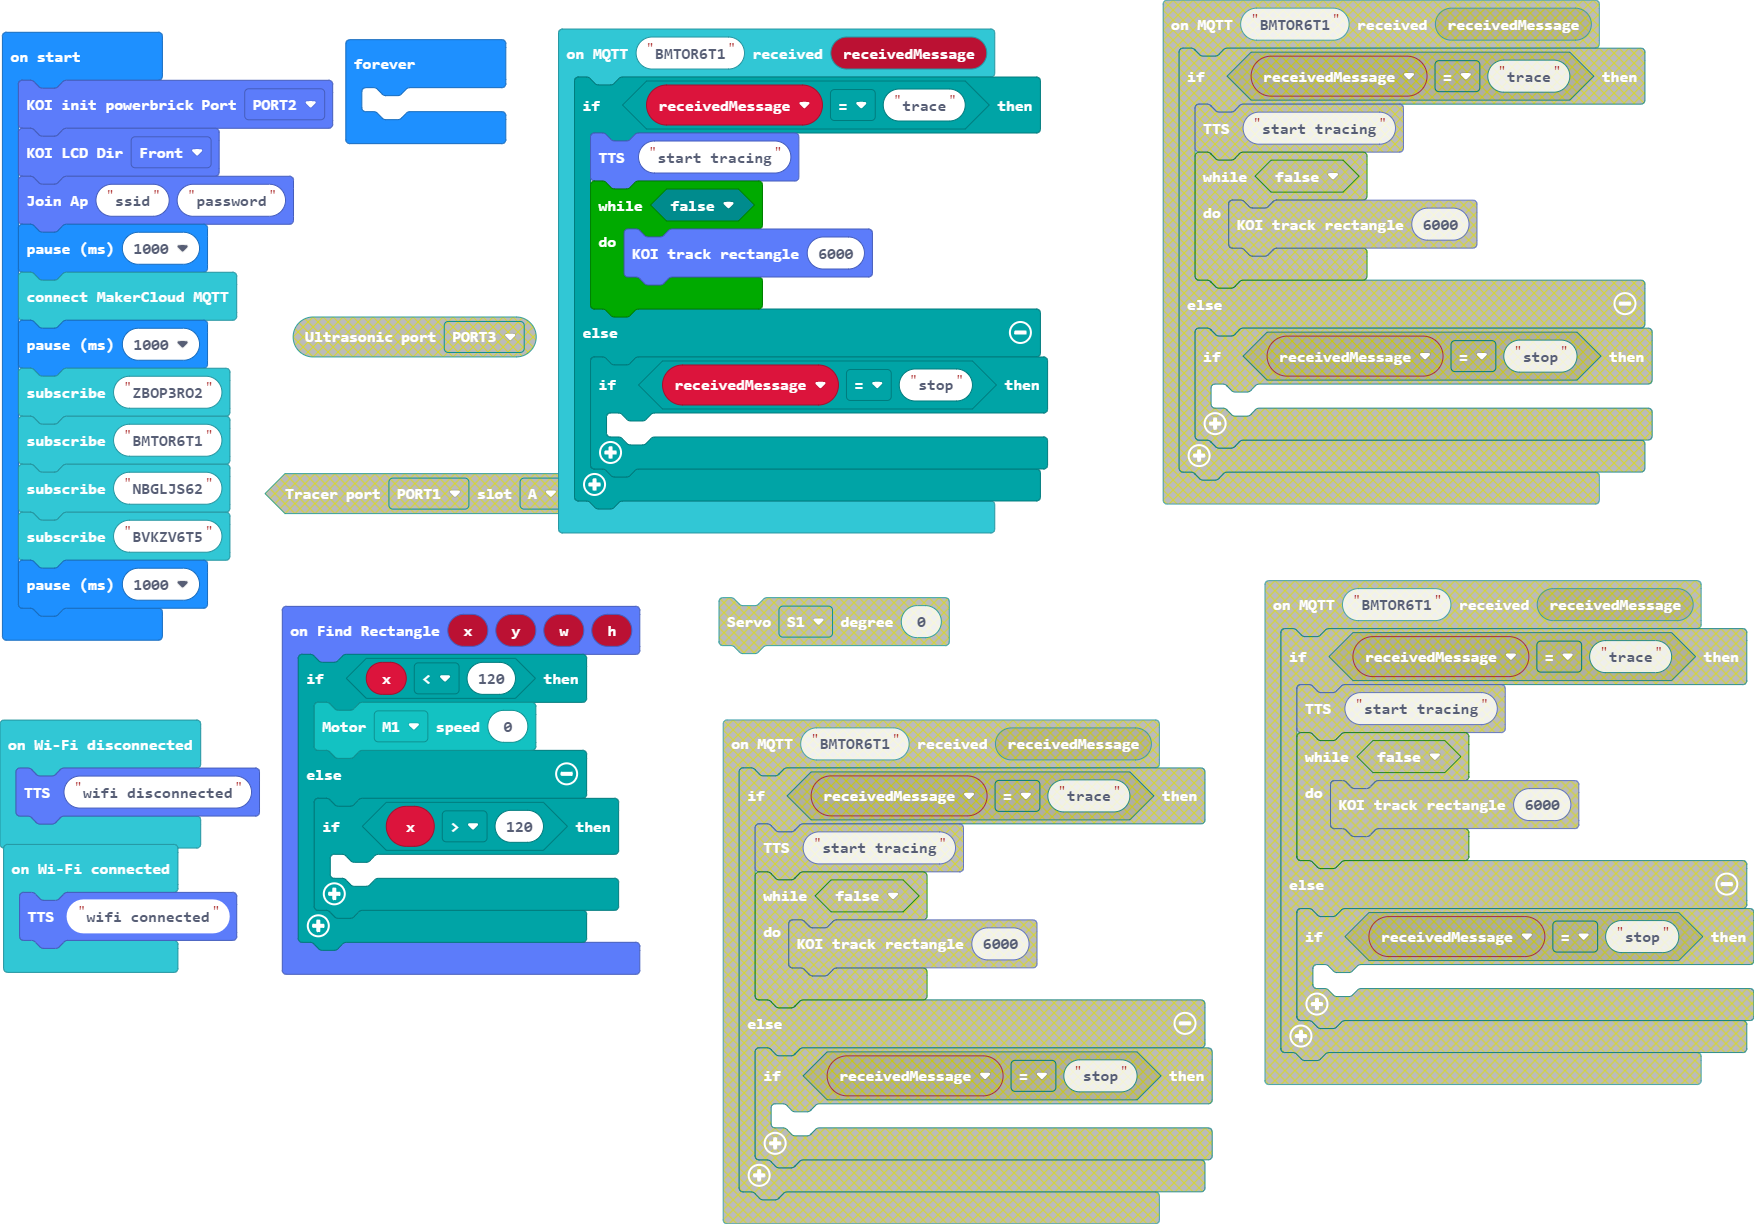 on start
KOI init powerbrick Port PORT2
KOI LCD Dir Front
Join Ap "ssid" "password"
pause (ms) 1000
connect MakerCloud MQTT
pause (ms) 1000
subscribe "ZBOP3RO2"
subscribe "BMTOR6T1"
subscribe "NBGLJS62"
subscribe "BVKZV6T5"
pause (ms) 1000
forever
Ultrasonic port PORT3
Tracer port PORT1 slot A
on MQTT "BMTOR6T1" received receivedMessage
if receivedMessage = "trace" then
TTS "start tracing"
while false
do KOI track rectangle 6000
else
if receivedMessage = "stop" then
on MQTT "BMTOR6T1" received receivedMessage
if receivedMessage = "trace" then
TTS "start tracing"
while false
do KOI track rectangle 6000
else
if receivedMessage = "stop" then
on Wi-Fi disconnected
TTS "wifi disconnected"
on Wi-Fi connected
TTS "wifi connected"
on Find Rectangle x y w h
if x < 120 then
Motor M1 speed 0
else
if x > 120 then
Servo S1 degree 0
on MQTT "BMTOR6T1" received receivedMessage
if receivedMessage = "trace" then
TTS "start tracing"
while false
do KOI track rectangle 6000
else
if receivedMessage = "stop" then
on MQTT "BMTOR6T1" received receivedMessage
if receivedMessage = "trace" then
TTS "start tracing"
while false
do KOI track rectangle 6000
else
if receivedMessage = "stop" then